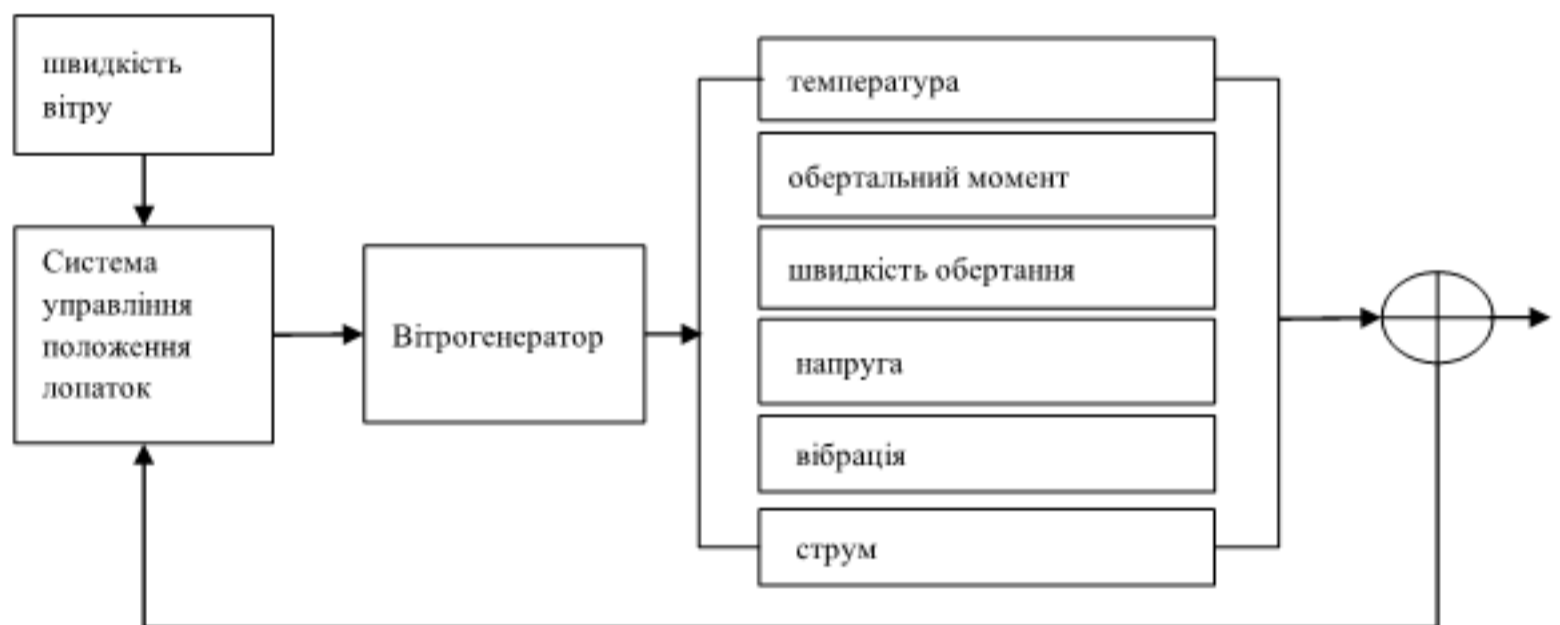 швидкість
вітру
Система
управління
положення
лопаток
Вітрогенератор
температура
обертальний момент
швидкість обертання
напруга
вібрація
струм